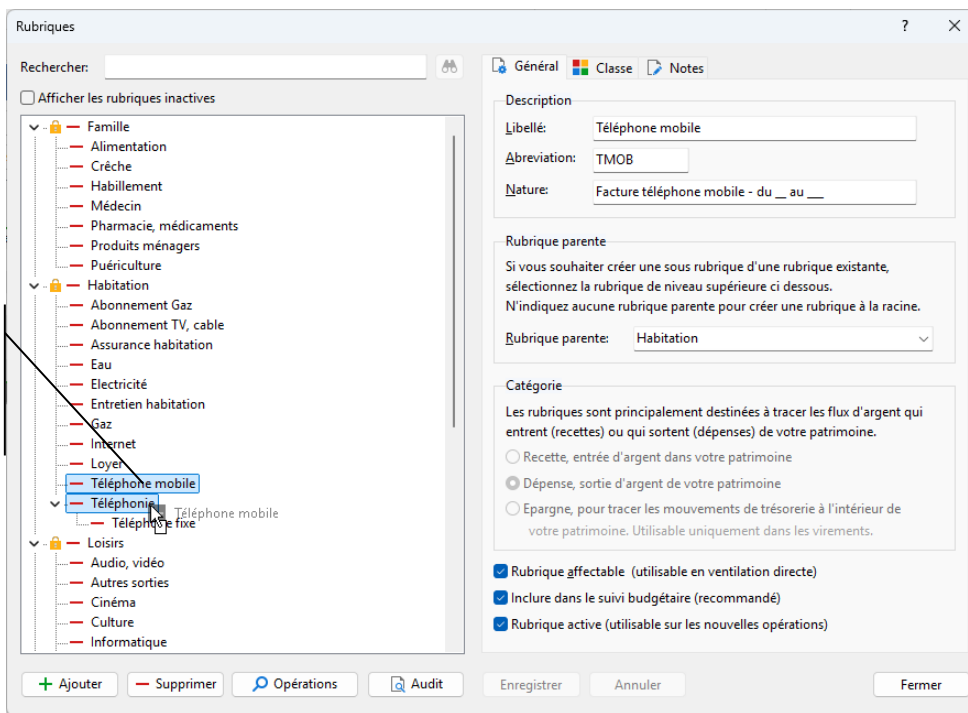 Rubriques
?
Rechercher:
Afficher les rubriques inactives
Famille
Alimentation
Crêche
Habillement
Médecin
Pharmacie, médicaments
Produits ménagers
Puériculture
Habitation
Abonnement Gaz
Abonnement TV, cable
Assurance habitation
Eau
Electricité
Entretien habitation
Gaz
Internet
Loyer
Téléphone mobile
Téléphonie
Téléphone mobile
Téléphone fixe
Loisirs
Audio, vidéo
Autres sorties
Cinéma
Culture
Informatique
Ajouter
Supprimer
Opérations
Audit
Général
Classe
Notes
Description
Libellé: Téléphone mobile
Abreviation: TMOB
Nature: Facture téléphone mobile - du __ au ___
Rubrique parente
Si vous souhaiter créer une sous rubrique d'une rubrique existante,
sélectionnez la rubrique de niveau supérieure ci dessous.
N'indiquez aucune rubrique parente pour créer une rubrique à la racine.
Rubrique parente: Habitation
Catégorie
Les rubriques sont principalement destinées à tracer les flux d'argent qui
entrent (recettes) ou qui sortent (dépenses) de votre patrimoine.
Recette, entrée d'argent dans votre patrimoine
Dépense, sortie d'argent de votre patrimoine
Epargne, pour tracer les mouvements de trésorerie à l'intérieur de
votre patrimoine. Utilisable uniquement dans les virements.
Rubrique affectable (utilisable en ventilation directe)
Inclure dans le suivi budgétaire (recommandé)
Rubrique active (utilisable sur les nouvelles opérations)
Enregistrer
Annuler
Fermer